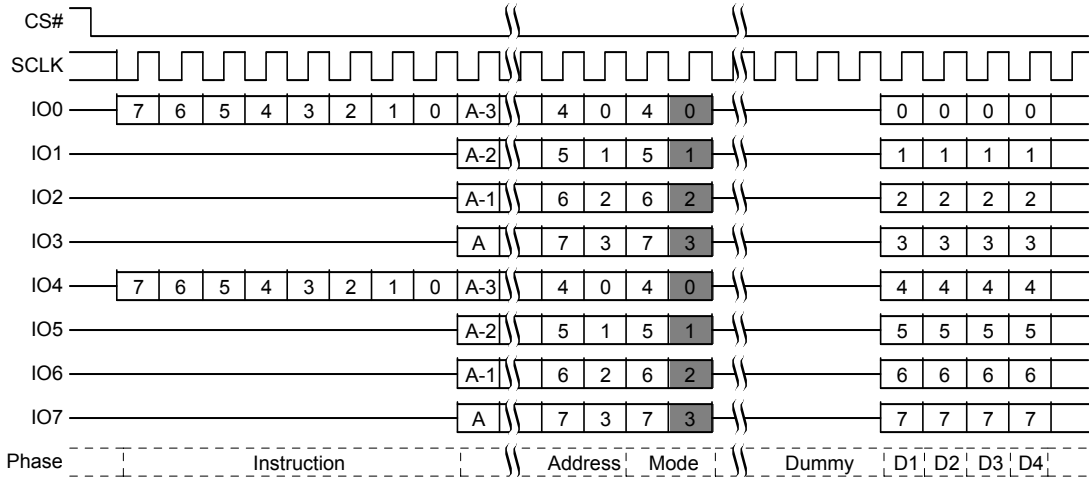 CS#
SCLK
IO0 7 6 5 4 3 2 1 0 A-3 4 0 4 0 0 0 0 0
IO1 A-2 5 1 5 1 1 1 1 1
IO2 A-1 6 2 6 2 2 2 2 2
IO3 A 7 3 7 3 3 3 3 3
IO4 7 6 5 4 3 2 1 0 A-3 4 0 4 0 4 4 4 4
IO5 A-2 5 1 5 1 5 5 5 5
IO6 A-1 6 2 6 2 6 6 6 6
IO7 A 7 3 7 3 7 7 7 7
Phase Instruction Address Mode Dummy D1 D2 D3 D4